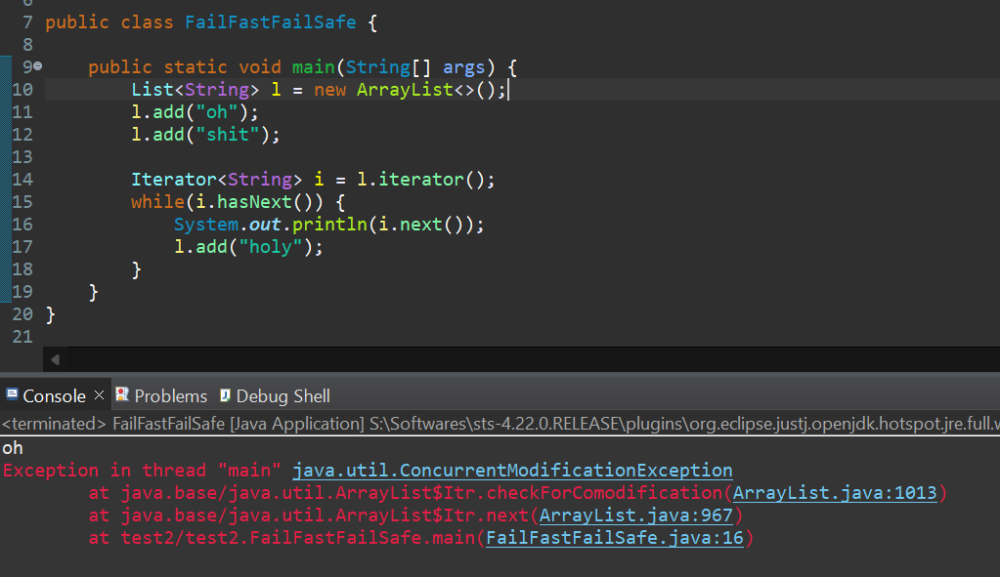 6
7 public class FailFastFailSafe {
8
9 public static void main(String[] args) {
10 List<String> l = new ArrayList<>();
11 l.add("oh");
12 l.add("shit");
13
14 Iterator<String> i = l.iterator();
15 while(i.hasNext()) {
16 System.out.println(i.next());
17 l.add("holy");
18 }
19 }
20 }
21
Console × Problems Debug Shell
<terminated> FailFastFailSafe [Java Application] S:\Softwares\sts-4.22.0.RELEASE\plugins\org.eclipse.justj.openjdk.hotspot.jre.full.w
oh
Exception in thread "main" java.util.ConcurrentModificationException
at java.base/java.util.ArrayList$Itr.checkForComodification(ArrayList.java:1013)
at java.base/java.util.ArrayList$Itr.next(ArrayList.java:967)
at test2/test2.FailFastFailSafe.main(FailFastFailSafe.java:16)